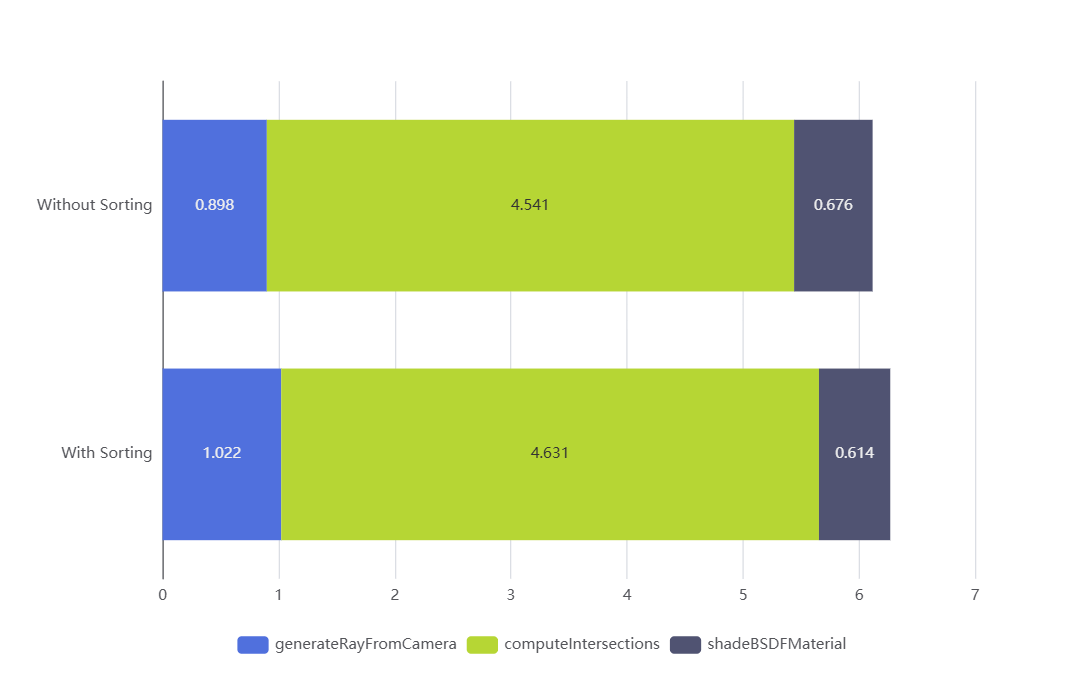 Without Sorting 0.898 4.541 0.676
With Sorting 1.022 4.631 0.614
0 1 2 3 4 5 6 7
generateRayFromCamera computeIntersections shadeBSDFMaterial